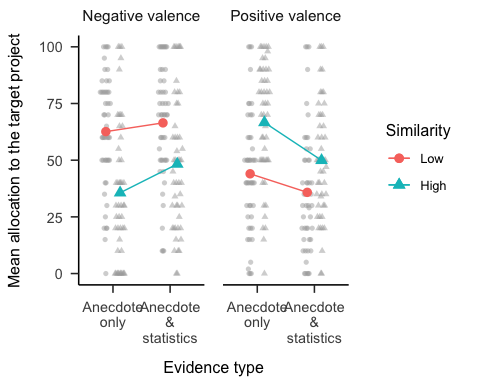 Negative valence
Positive valence
Mean allocation to the target project
100
75
50
25
0
Anecdote
only
Anecdote
&
statistics
Anecdote
only
Anecdote
&
statistics
Evidence type
Similarity
Low
High